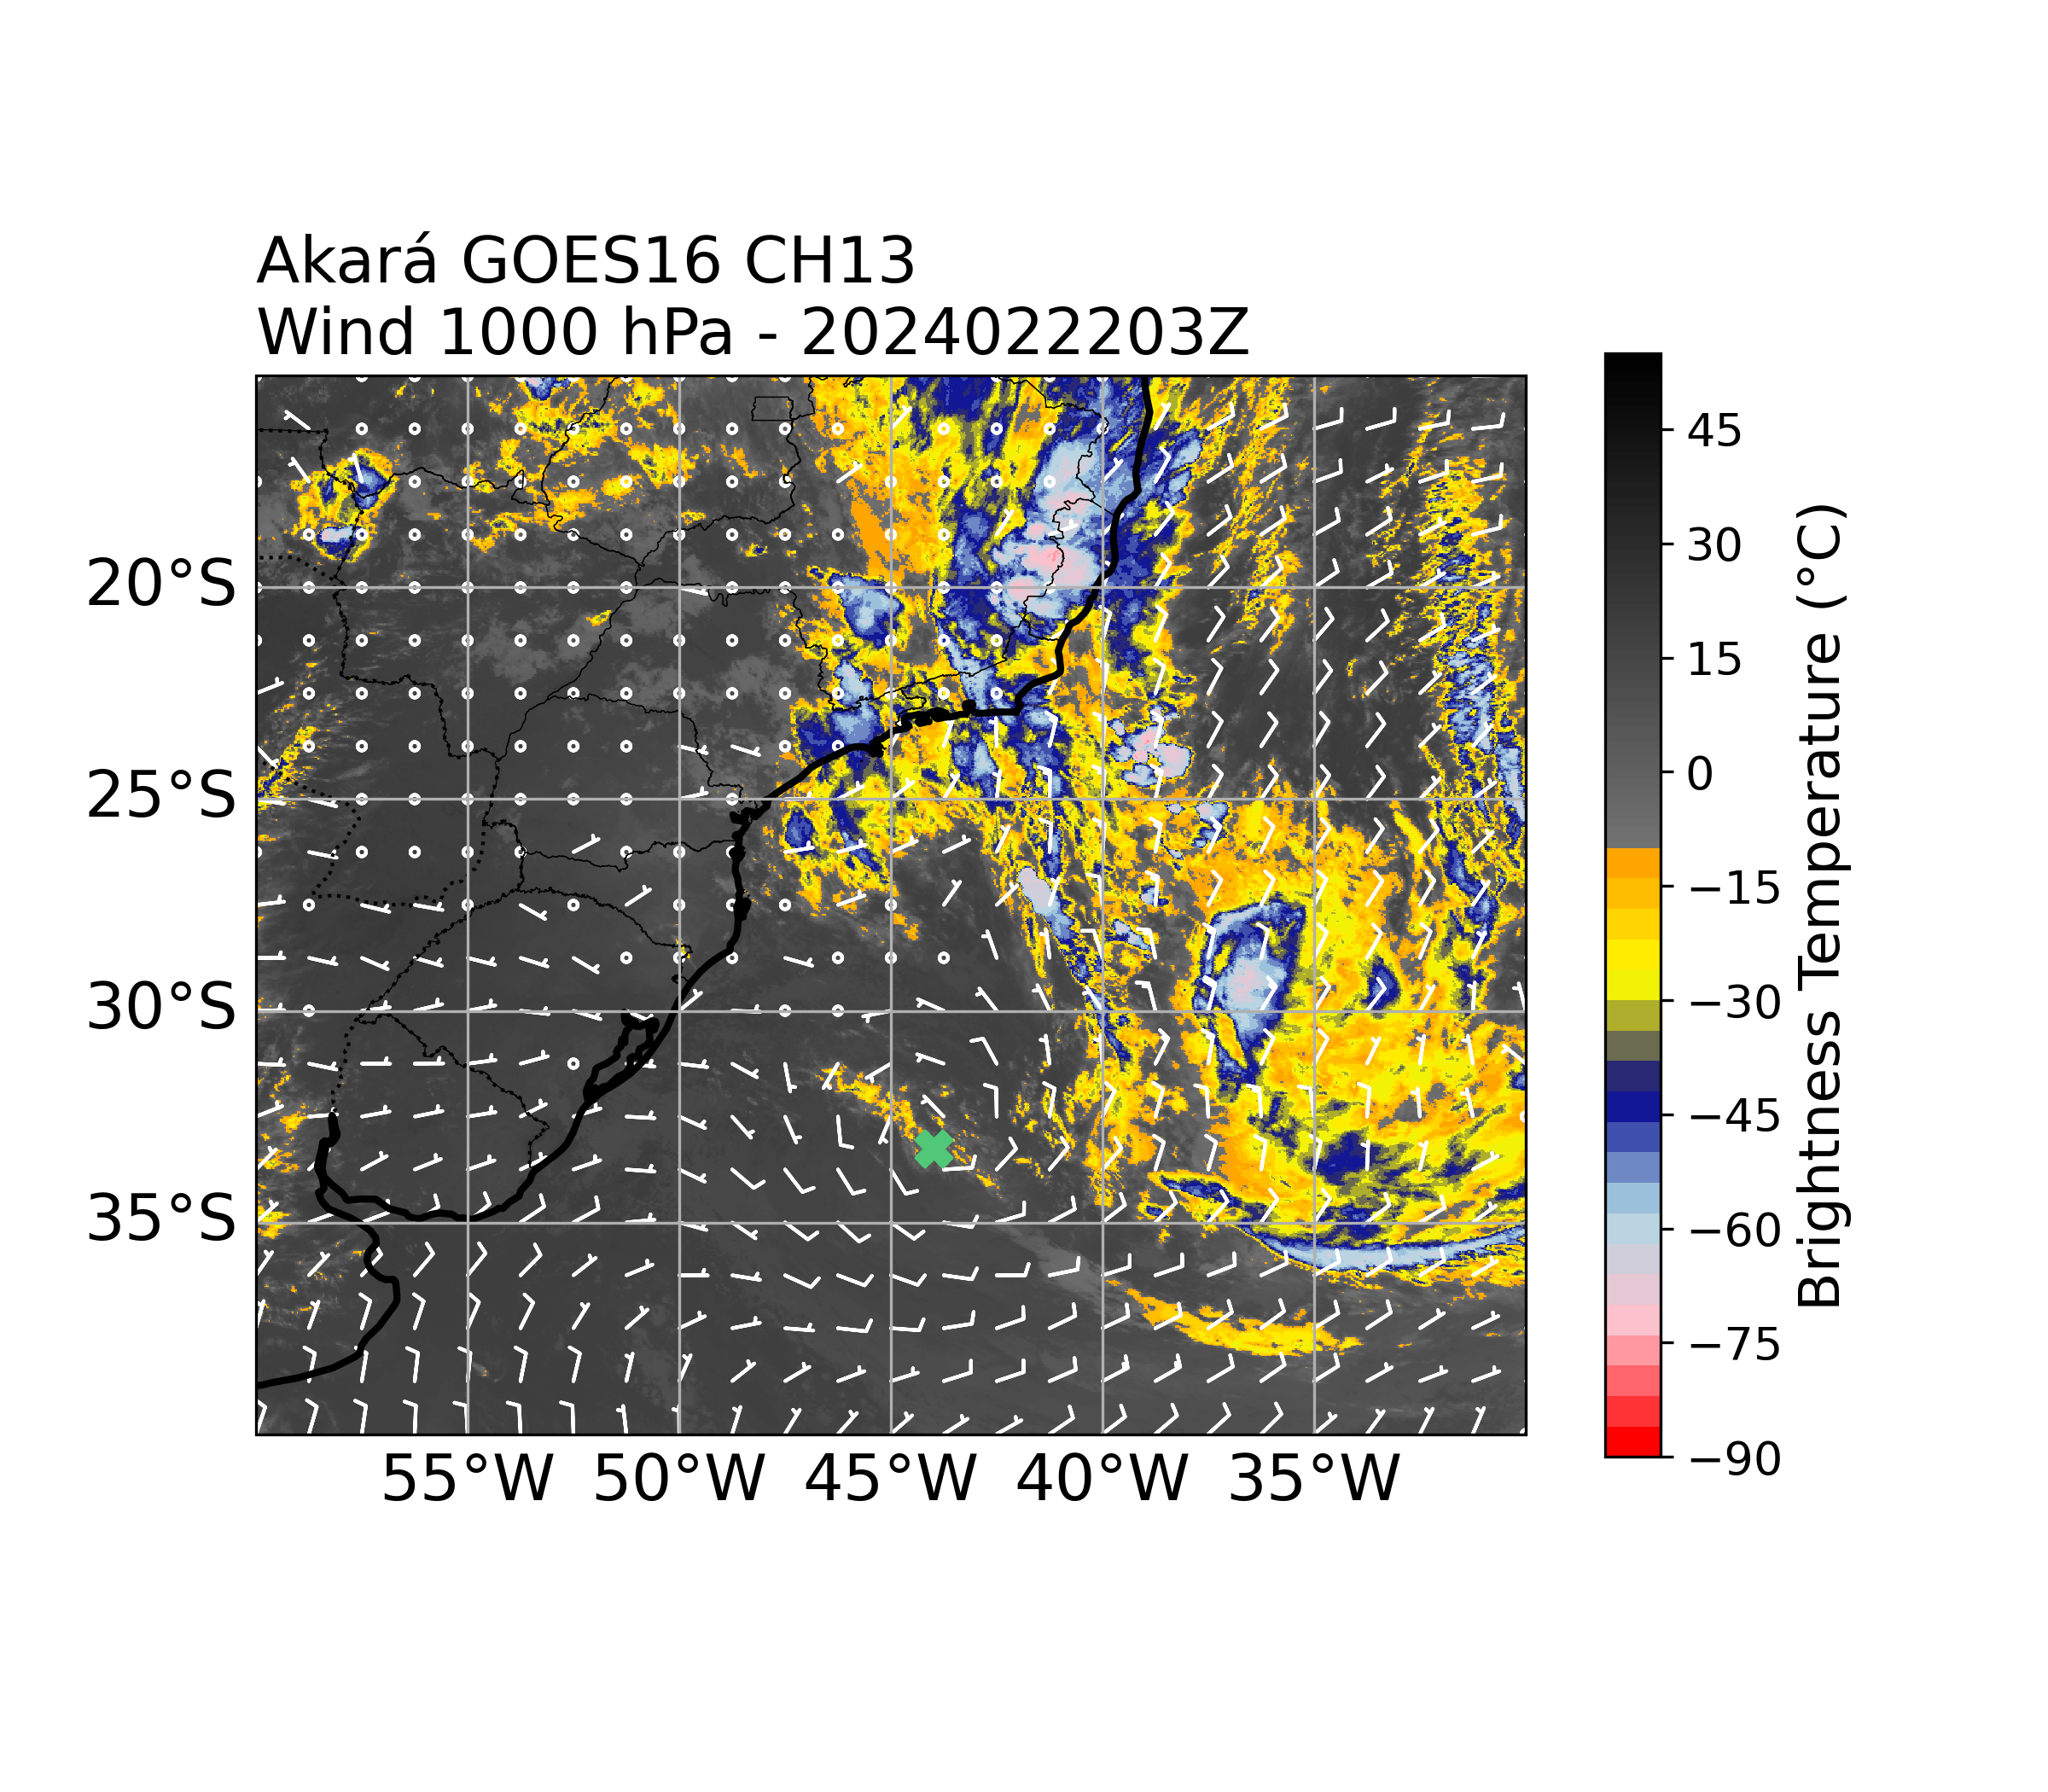 Akará GOES16 CH13
Wind 1000 hPa - 2024022203Z
20°S
25°S
30°S
35°S
55°W 50°W 45°W 40°W 35°W
45
30
15
0
−15
−30
−45
−60
−75
−90
Brightness Temperature (°C)